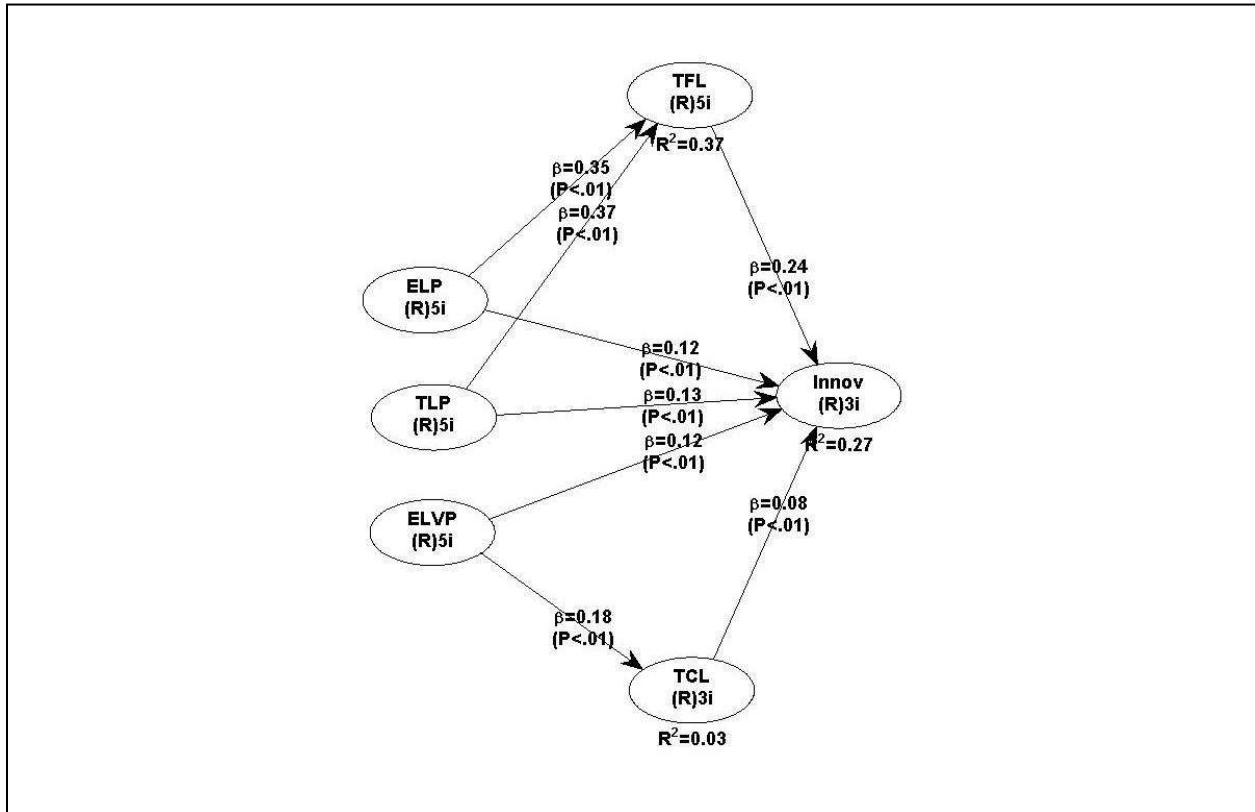 TFL
(R)5i
R²=0.37
β=0.35
(P<.01)
β=0.37
(P<.01)
β=0.24
(P<.01)
ELP
(R)5i
β=0.12
(P<.01)
Innov
(R)3i
R²=0.27
TLP
(R)5i
β=0.13
(P<.01)
β=0.12
(P<.01)
ELVP
(R)5i
β=0.08
(P<.01)
β=0.18
(P<.01)
TCL
(R)3i
R²=0.03